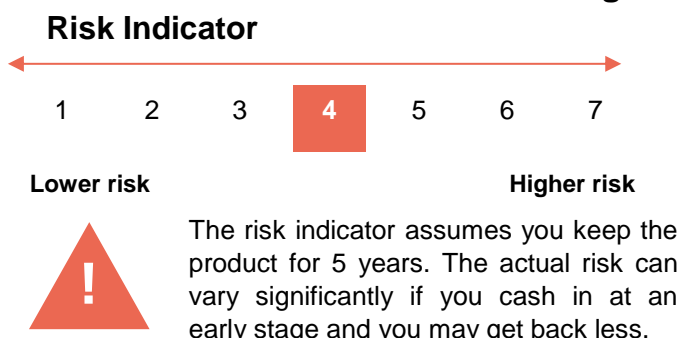 Risk Indicator
1 2 3 4 5 6 7
Lower risk Higher risk
!
The risk indicator assumes you keep the
product for 5 years. The actual risk can
vary significantly if you cash in at an
early stage and you may get back less.